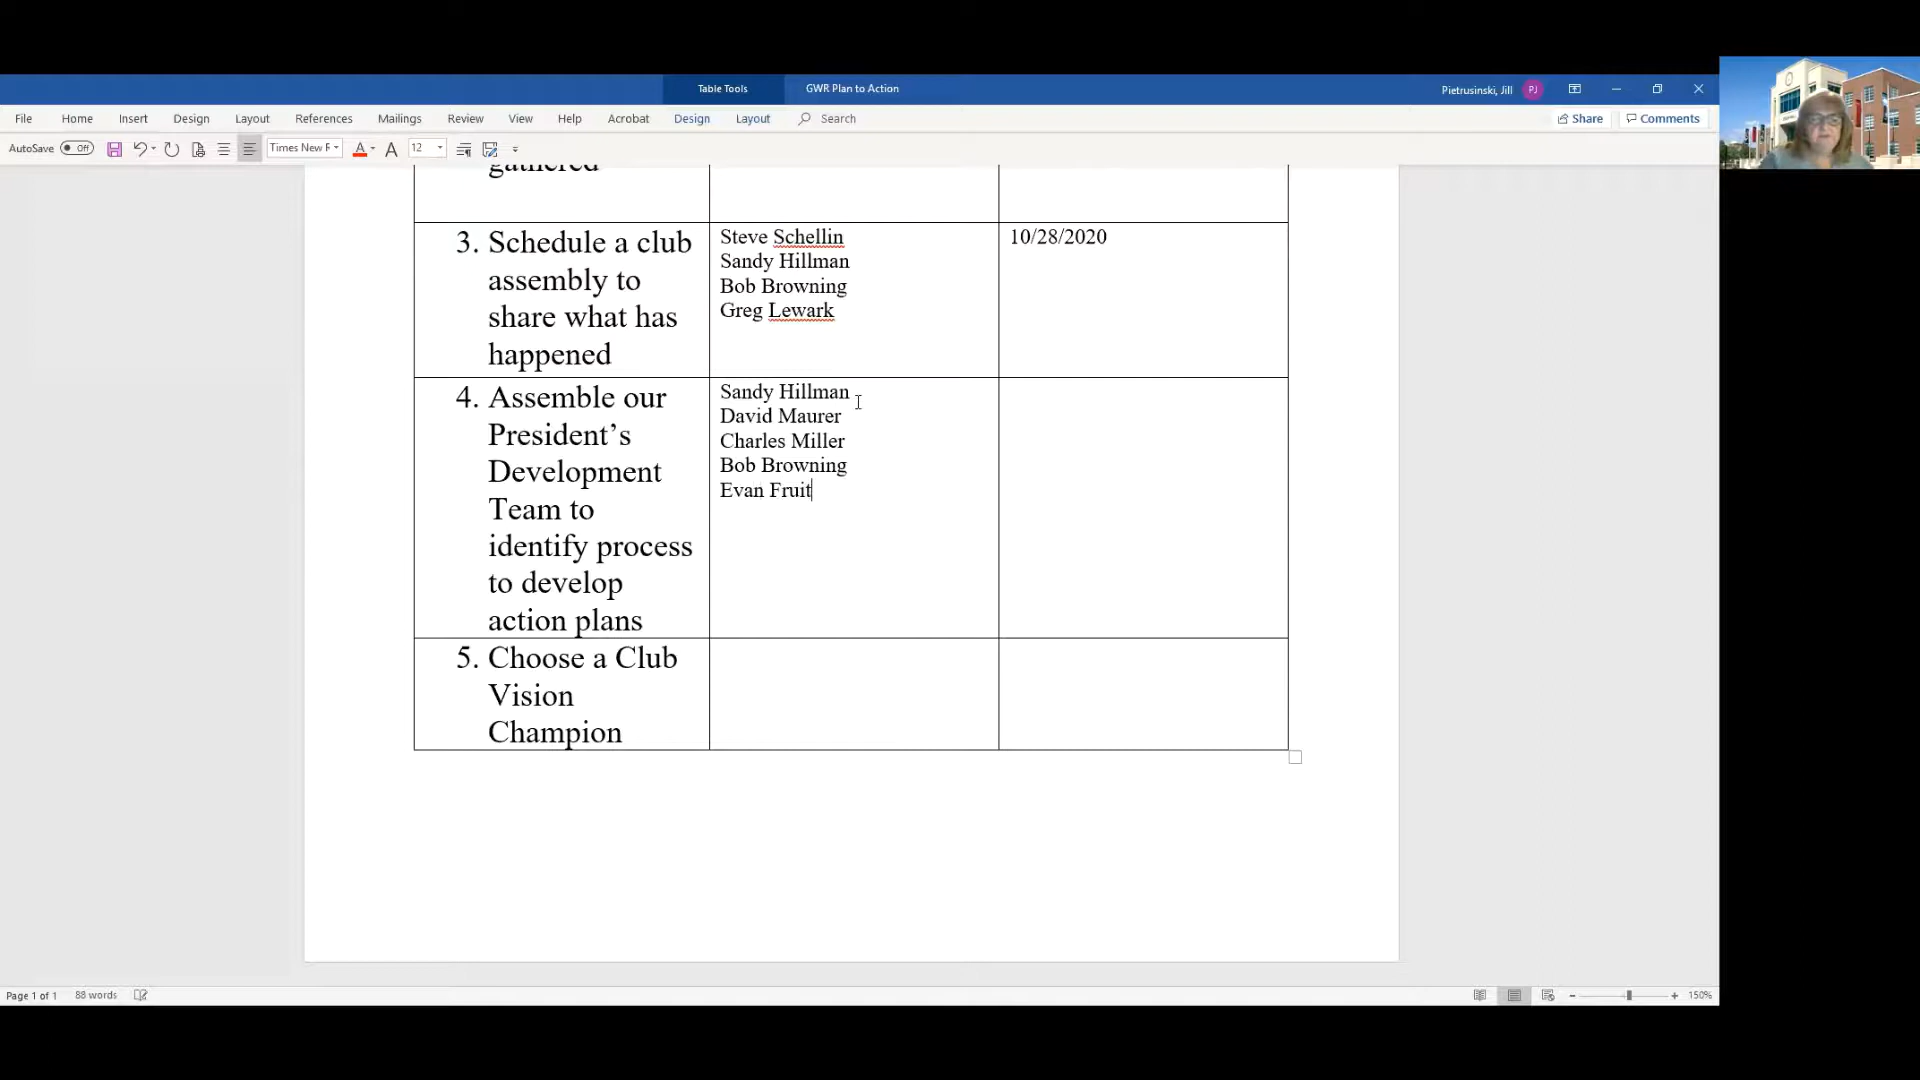 Table Tools
GWR Plan to Action
Pietrusinski, Jill
PJ
File
Home
Insert
Design
Layout
References
Mailings
Review
View
Help
Acrobat
Design
Layout
Search
Share
Comments
AutoSave
Off
Times New F
A
A
12
gathered
3. Schedule a club
assembly to
share what has
happened
Steve Schellin
Sandy Hillman
Bob Browning
Greg Lewark
10/28/2020
4. Assemble our
President’s
Development
Team to
identify process
to develop
action plans
Sandy Hillman
David Maurer
Charles Miller
Bob Browning
Evan Fruit
5. Choose a Club
Vision
Champion
Page 1 of 1
88 words
150%